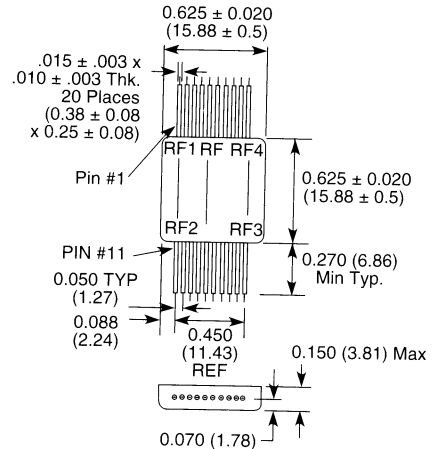 0.625 ± 0.020
(15.88 ± 0.5)
.015 ± .003 x
.010 ± .003 Thk.
20 Places
(0.38 ± 0.08
x 0.25 ± 0.08)
RF1 RF RF4
Pin #1
0.625 ± 0.020
(15.88 ± 0.5)
RF2 RF3
PIN #11
0.270 (6.86)
Min Typ.
0.050 TYP
(1.27)
0.088
(2.24)
0.450
(11.43)
REF
0.150 (3.81) Max
0.070 (1.78)